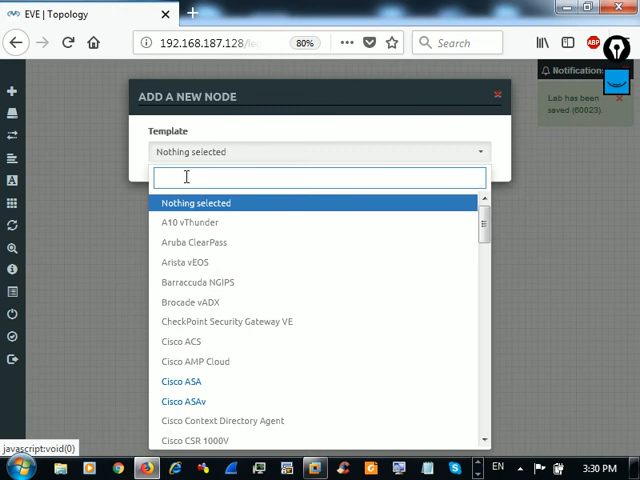 EVE | Topology
192.168.187.128/le
80%
Search
ABP
Notification
Lab has been
saved (60023).
ADD A NEW NODE
Template
Nothing selected
Nothing selected
A10 vThunder
Aruba ClearPass
Arista vEOS
Barracuda NGIPS
Brocade vADX
CheckPoint Security Gateway VE
Cisco ACS
Cisco AMP Cloud
Cisco ASA
Cisco ASAv
Cisco Context Directory Agent
Cisco CSR 1000V
javascript:void(0)
EN
3:30 PM